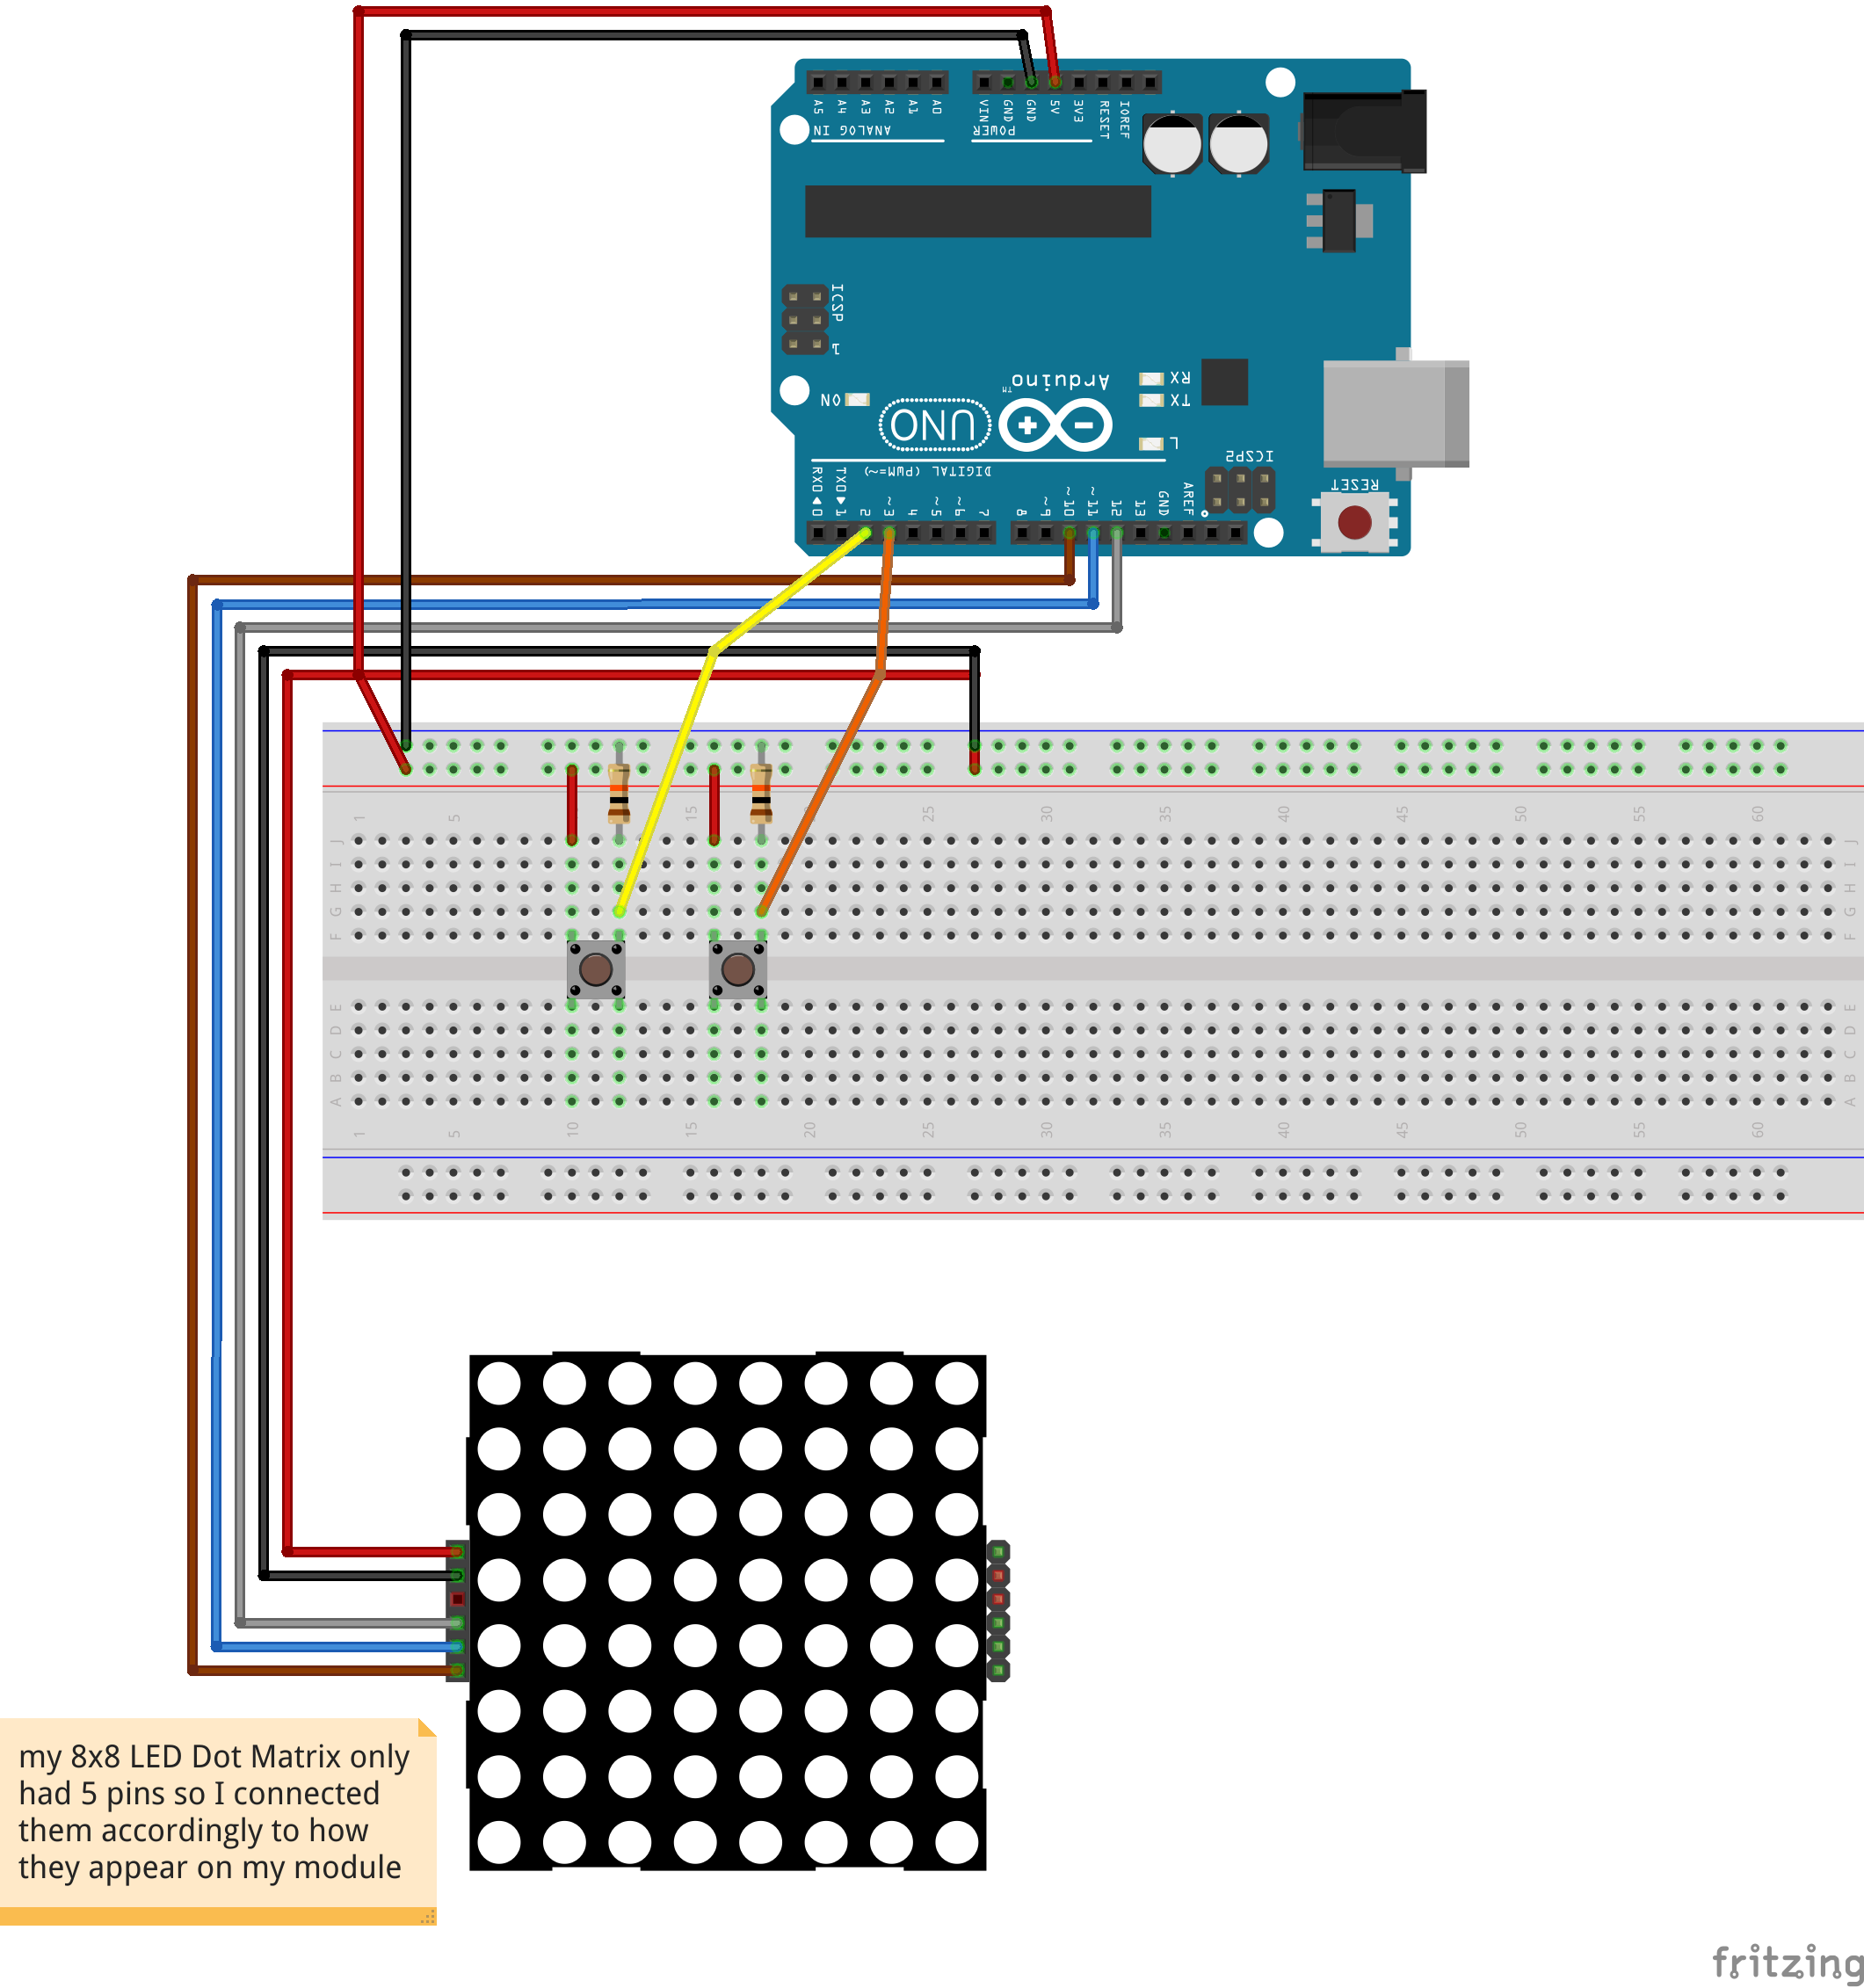 A5 A4 A3 A2 A1 A0
VIN GND GND 5V 3V3 RESET IOREF
ANALOG IN
POWER
ICSP
1
Arduino
TM
RX
TX
L
ON
UNO
ICSP2
RESET
DIGITAL (PWM=~)
RX0 0 TX0 1 2 ~3 4 ~5 ~6 7 8 ~9 ~10 ~11 12 13 GND AREF
1 5 15 25 30 35 40 45 50 55 60
J J
I I
H H
G G
F F
E E
D D
C C
B B
A A
1 5 10 15 20 25 30 35 40 45 50 55 60
my 8x8 LED Dot Matrix only
had 5 pins so I connected
them accordingly to how
they appear on my module
fritzing